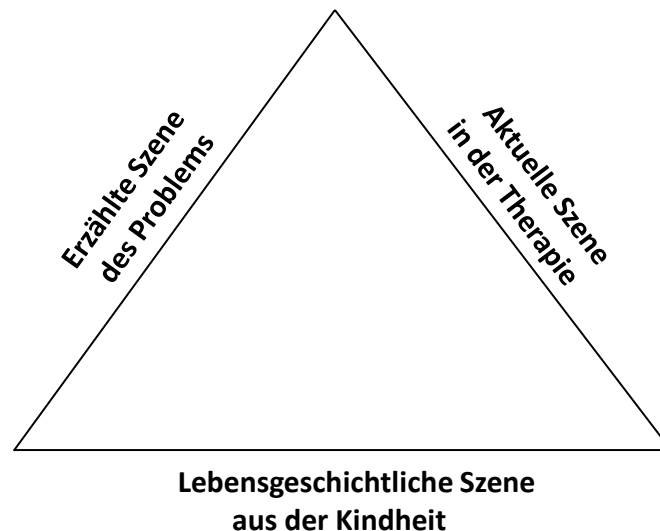 Erzählte Szene
des Problems
Aktuelle Szene
in der Therapie
Lebensgeschichtliche Szene
aus der Kindheit